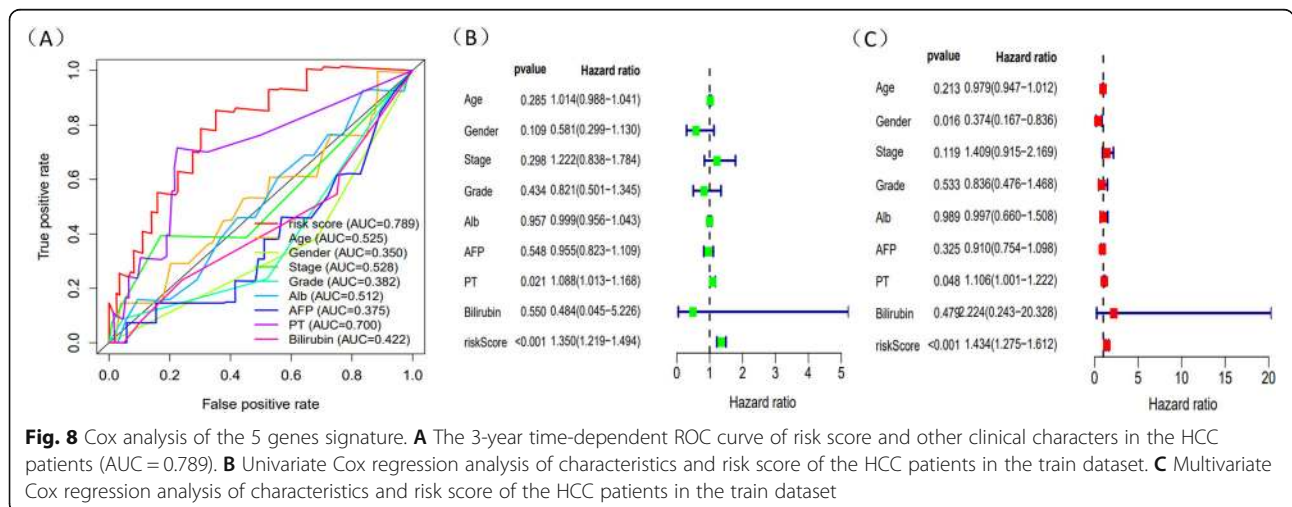 (A)
True positive rate
1.0
0.8
0.6
0.4
0.2
0.0
risk score (AUC=0.789)
Age (AUC=0.525)
Gender (AUC=0.350)
Stage (AUC=0.528)
Grade (AUC=0.382)
Alb (AUC=0.512)
AFP (AUC=0.375)
PT (AUC=0.700)
Bilirubin (AUC=0.422)
0.0 0.2 0.4 0.6 0.8 1.0
False positive rate
(B)
pvalue Hazard ratio
Age 0.285 1.014(0.988−1.041)
Gender 0.109 0.581(0.299−1.130)
Stage 0.298 1.222(0.838−1.784)
Grade 0.434 0.821(0.501−1.345)
Alb 0.957 0.999(0.956−1.043)
AFP 0.548 0.955(0.823−1.109)
PT 0.021 1.088(1.013−1.168)
Bilirubin 0.550 0.484(0.045−5.226)
riskScore <0.001 1.350(1.219−1.494)
0 1 2 3 4 5
Hazard ratio
(C)
pvalue Hazard ratio
Age 0.213 0.979(0.947−1.012)
Gender 0.016 0.374(0.167−0.836)
Stage 0.119 1.409(0.915−2.169)
Grade 0.533 0.836(0.476−1.468)
Alb 0.989 0.997(0.660−1.508)
AFP 0.325 0.910(0.754−1.098)
PT 0.048 1.106(1.001−1.222)
Bilirubin 0.479 2.224(0.243−20.328)
riskScore <0.001 1.434(1.275−1.612)
0 5 10 15 20
Hazard ratio
Fig. 8 Cox analysis of the 5 genes signature. A The 3-year time-dependent ROC curve of risk score and other clinical characters in the HCC
patients (AUC = 0.789). B Univariate Cox regression analysis of characteristics and risk score of the HCC patients in the train dataset. C Multivariate
Cox regression analysis of characteristics and risk score of the HCC patients in the train dataset